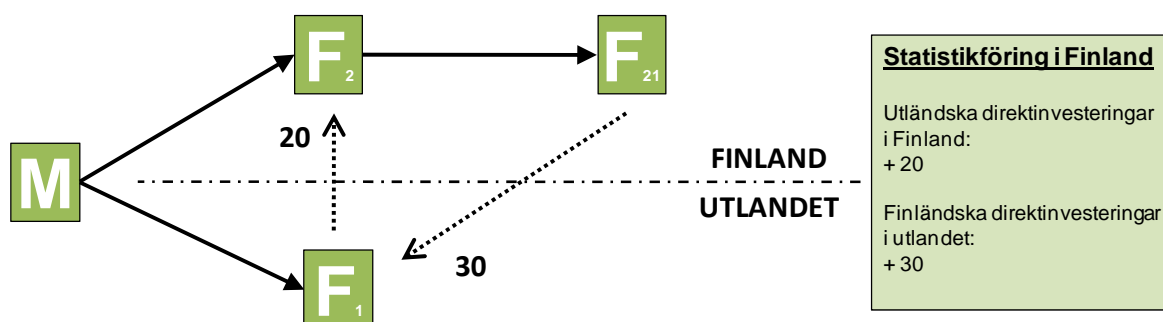 F 2
F 21
20
M
FINLAND
UTLANDET
30
F 1
Statistikföring i Finland
Utländska direktinvesteringar
i Finland:
+ 20
Finländska direktinvesteringar
i utlandet:
+ 30